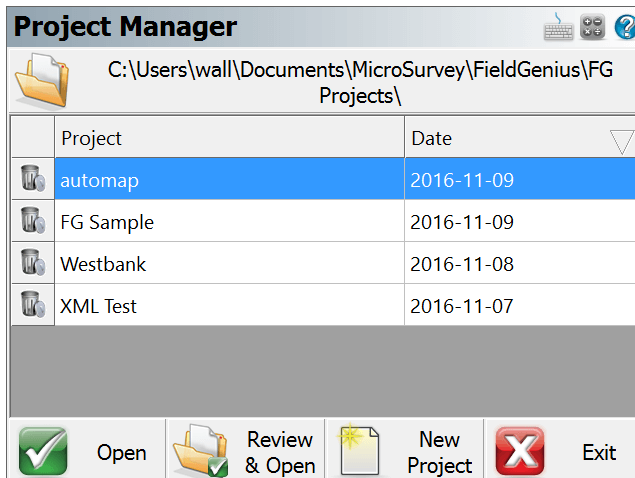 Project Manager
C:\Users\wall\Documents\MicroSurvey\FieldGenius\FG
Projects\
Project Date
automap 2016-11-09
FG Sample 2016-11-09
Westbank 2016-11-08
XML Test 2016-11-07
Open
Review
& Open
New
Project
Exit